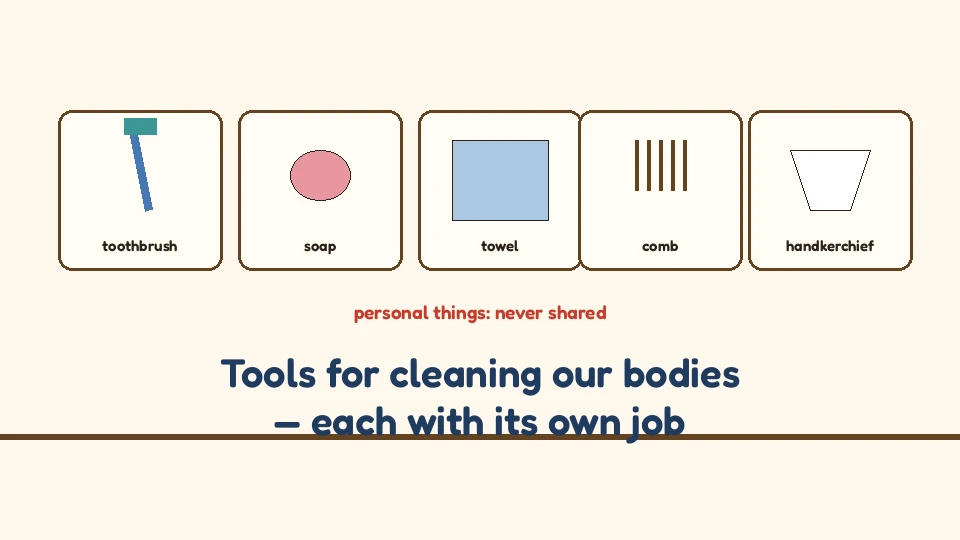 toothbrush
soap
towel
comb
handkerchief
personal things: never shared
Tools for cleaning our bodies
– each with its own job